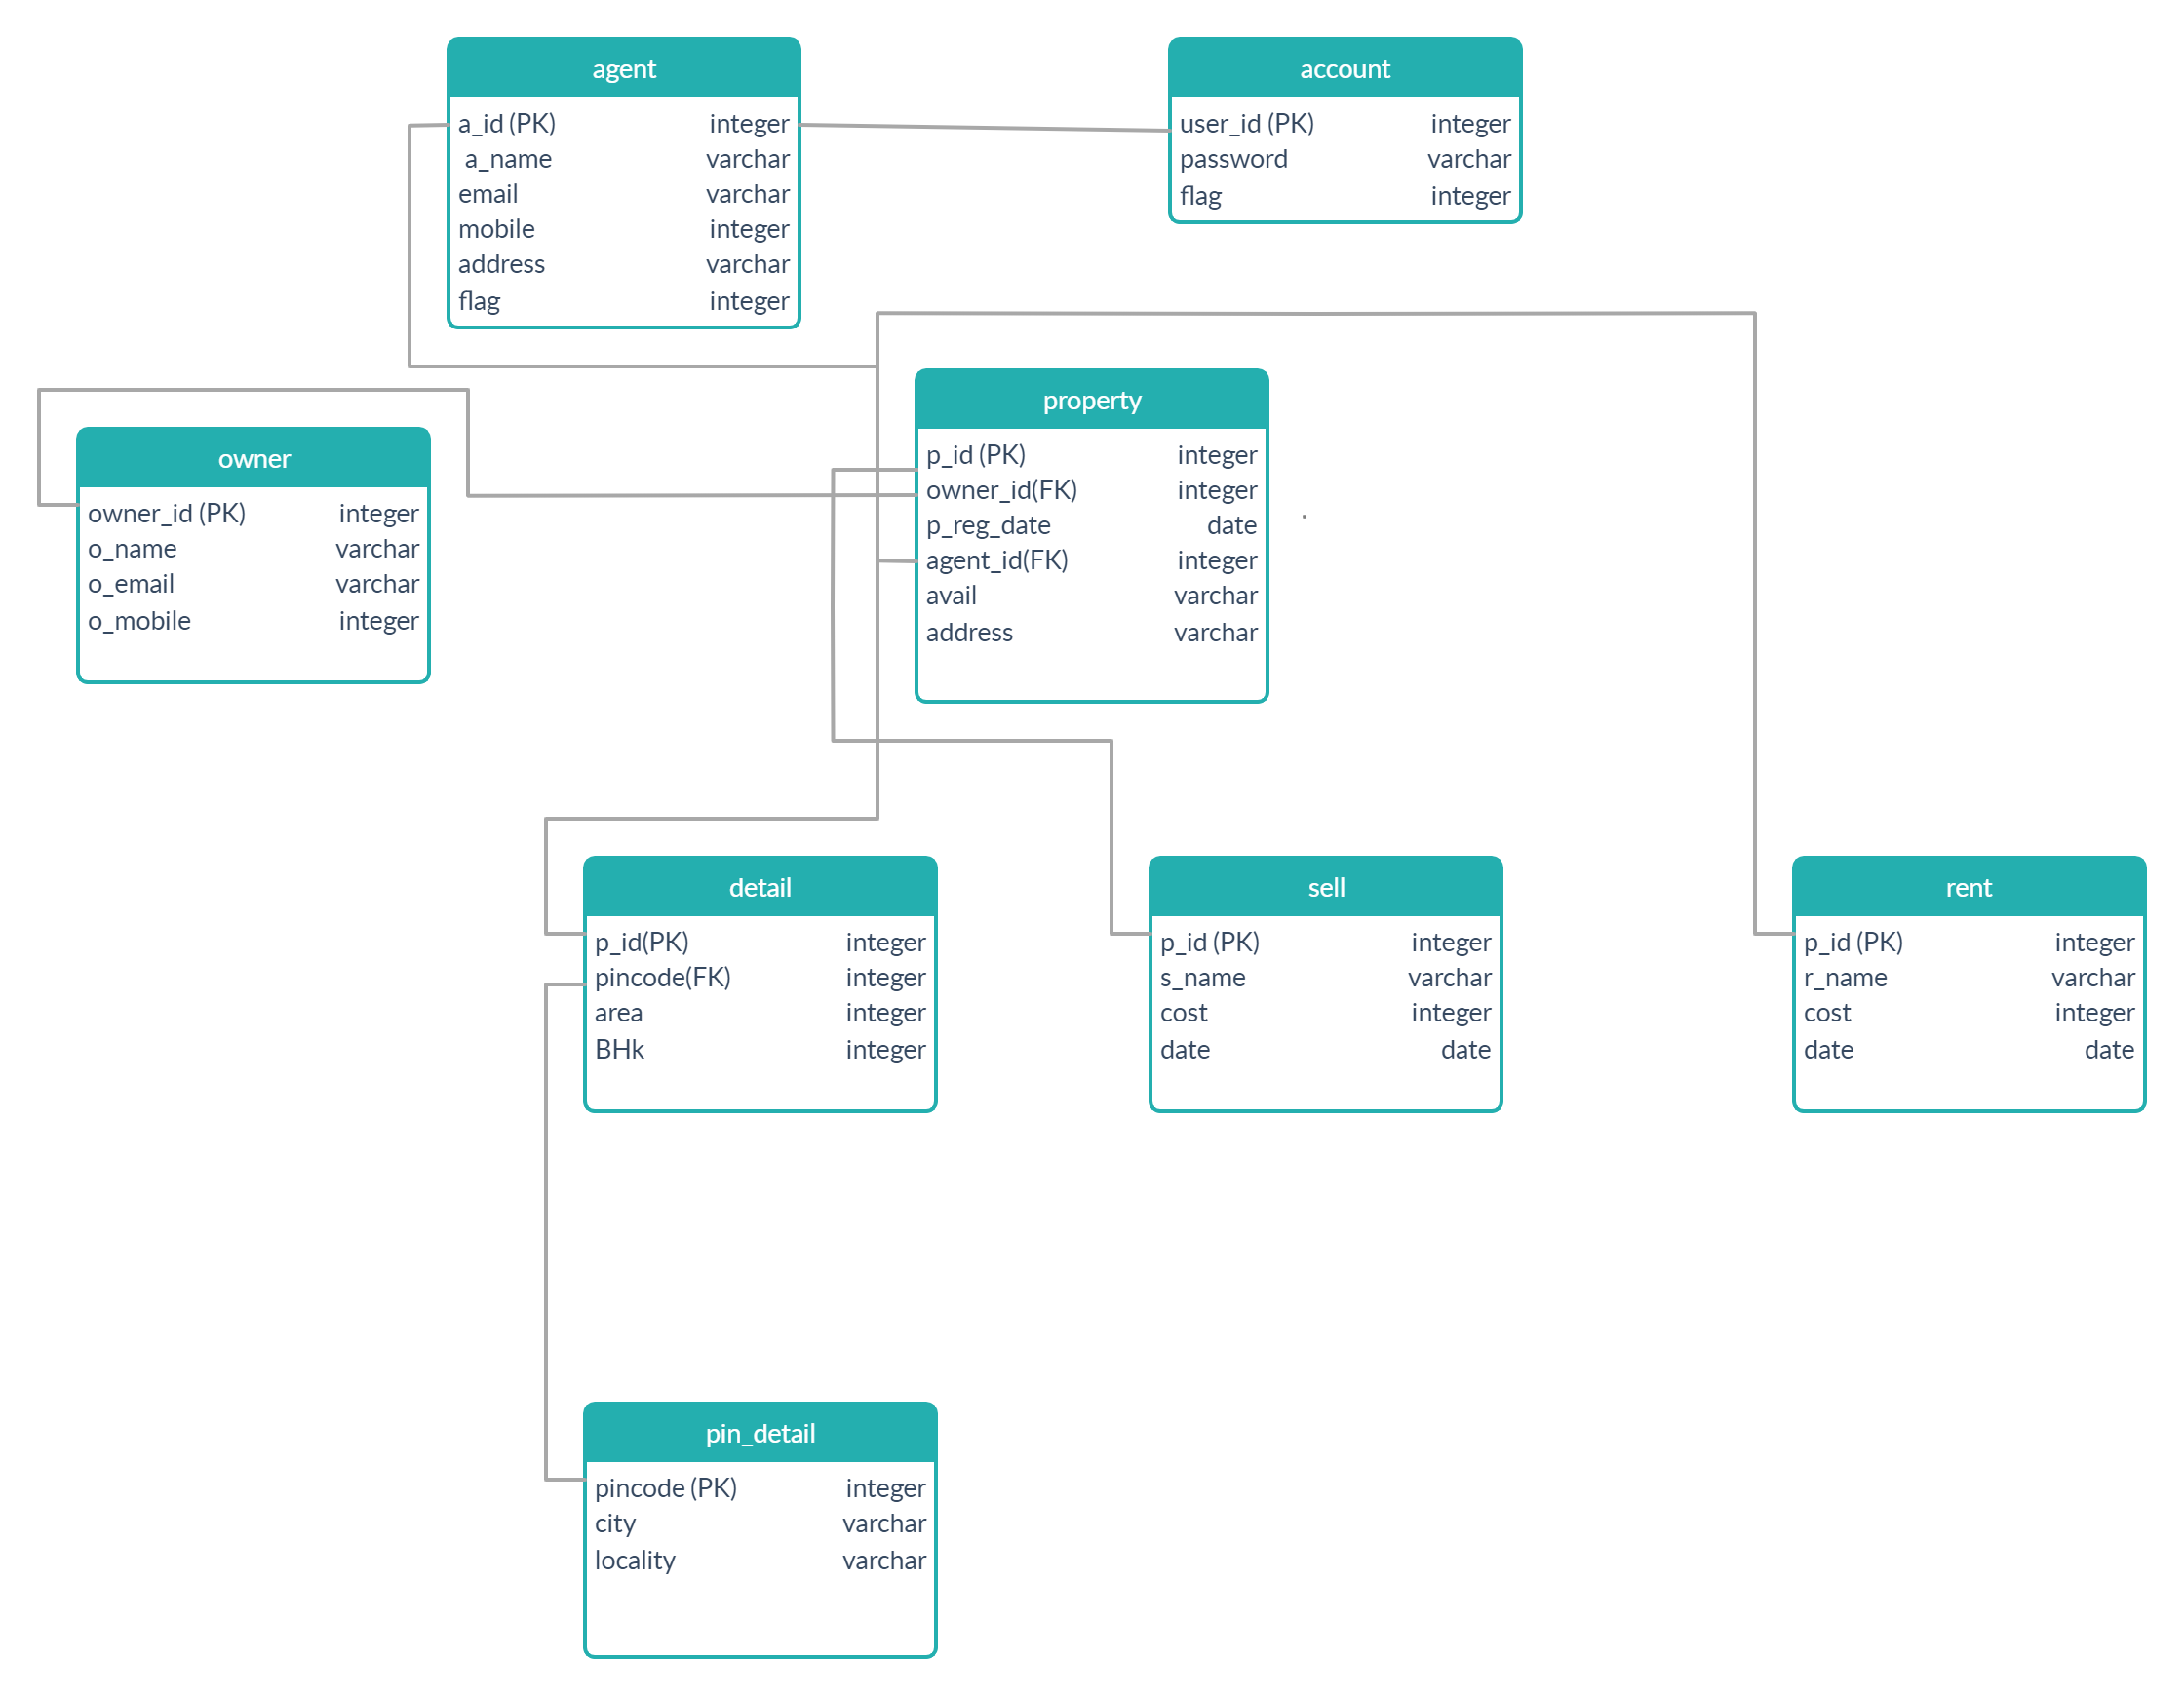 agent
a_id (PK) integer
a_name varchar
email varchar
mobile integer
address varchar
flag integer
account
user_id (PK) integer
password varchar
flag integer
property
p_id (PK) integer
owner_id(FK) integer
p_reg_date date
agent_id(FK) integer
avail varchar
address varchar
owner
owner_id (PK) integer
o_name varchar
o_email varchar
o_mobile integer
detail
p_id(PK) integer
pincode(FK) integer
area integer
BHk integer
sell
p_id (PK) integer
s_name varchar
cost integer
date date
rent
p_id (PK) integer
r_name varchar
cost integer
date date
pin_detail
pincode (PK) integer
city varchar
locality varchar